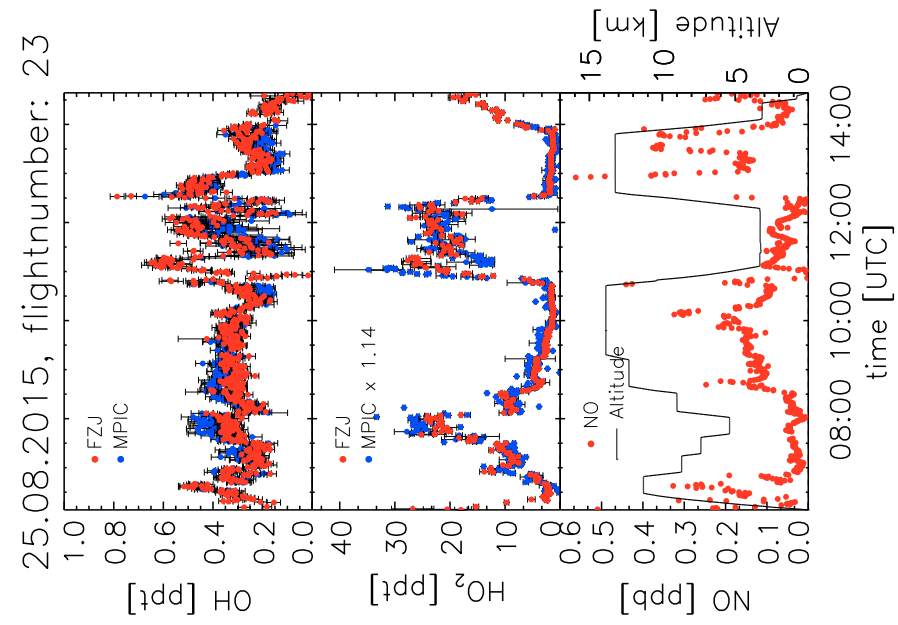 25.08.2015, flightnumber: 23
1.0
0.8
0.6
0.4
0.2
0.0
OH [ppt]
FZJ
MPIC
40
30
20
10
0
HO₂ [ppt]
FZJ
MPIC x 1.14
0.6
0.5
0.4
0.3
0.2
0.1
0.0
NO [ppb]
NO
Altitude
15
10
5
0
Altitude [km]
08:00 10:00 12:00 14:00
time [UTC]